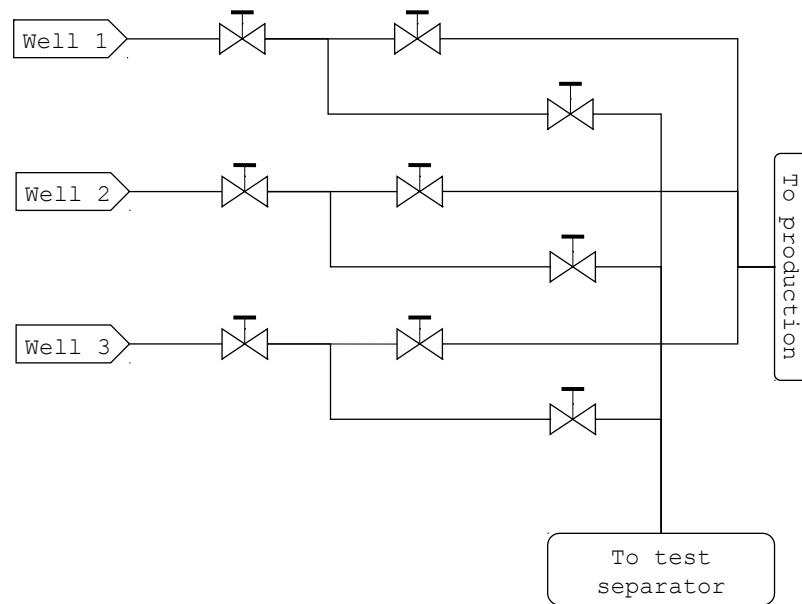 Well 1
Well 2
To production
Well 3
To test
separator